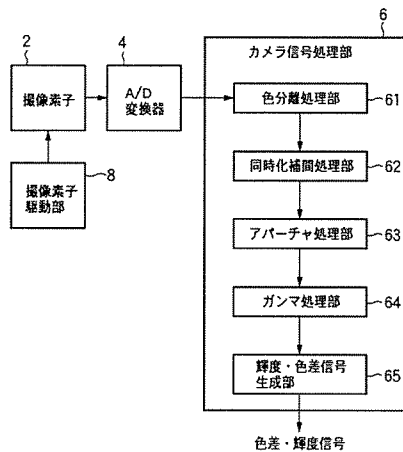 2
撮像素子
4
A/D
変換器
8
撮像素子
駆動部
6
カメラ信号処理部
色分離処理部
61
同時化補間処理部
62
アパーチャ処理部
63
ガンマ処理部
64
輝度・色差信号
生成部
65
色差・輝度信号